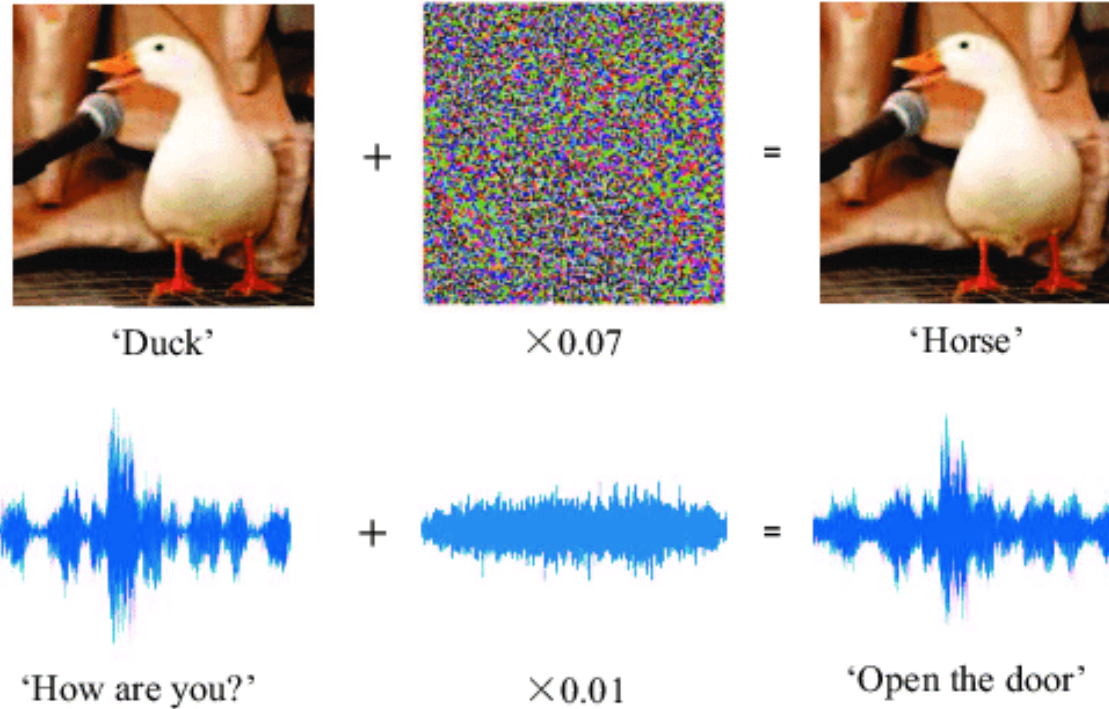 +
=
‘Duck’
×0.07
‘Horse’
+
=
‘How are you?’
×0.01
‘Open the door’